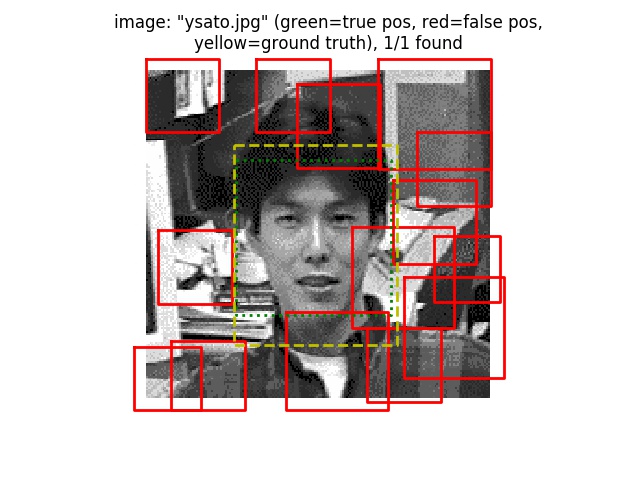 image: "ysato.jpg" (green=true pos, red=false pos,
yellow=ground truth), 1/1 found